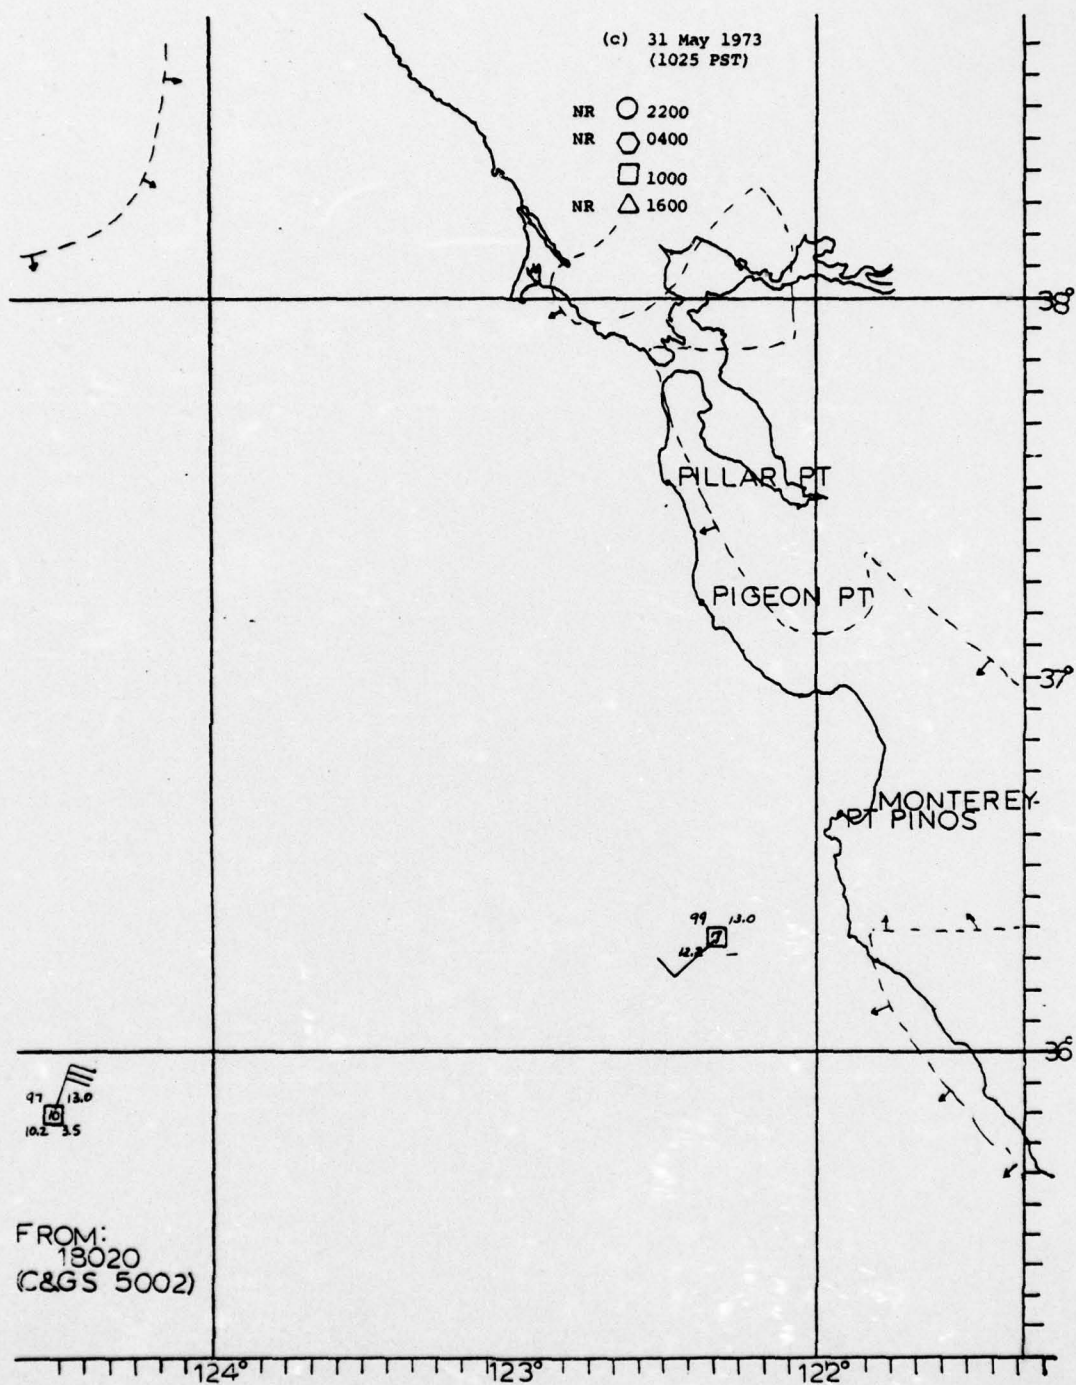 (c) 31 May 1973
(1025 PST)
NR 2200
NR 0400
1000
NR 1600
38°
PILLAR PT
PIGEON PT
37°
MONTEREY
PT PINOS
99 13.0
7
36°
97 13.0
10
10.2 3.5
FROM:
18020
(C&GS 5002)
124° 123° 122°